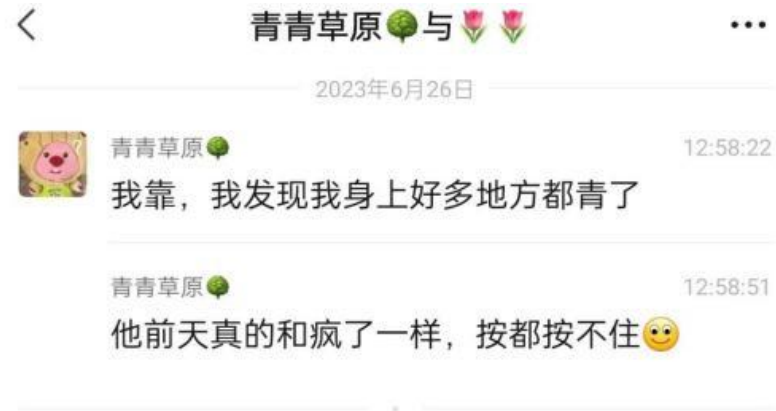 青青草原🌳与🌷🌷
2023年6月26日
青青草原🌳
12:58:22
我靠，我发现我身上好多地方都青了
青青草原🌳
12:58:51
他前天真的和疯了一样，按都按不住🙂